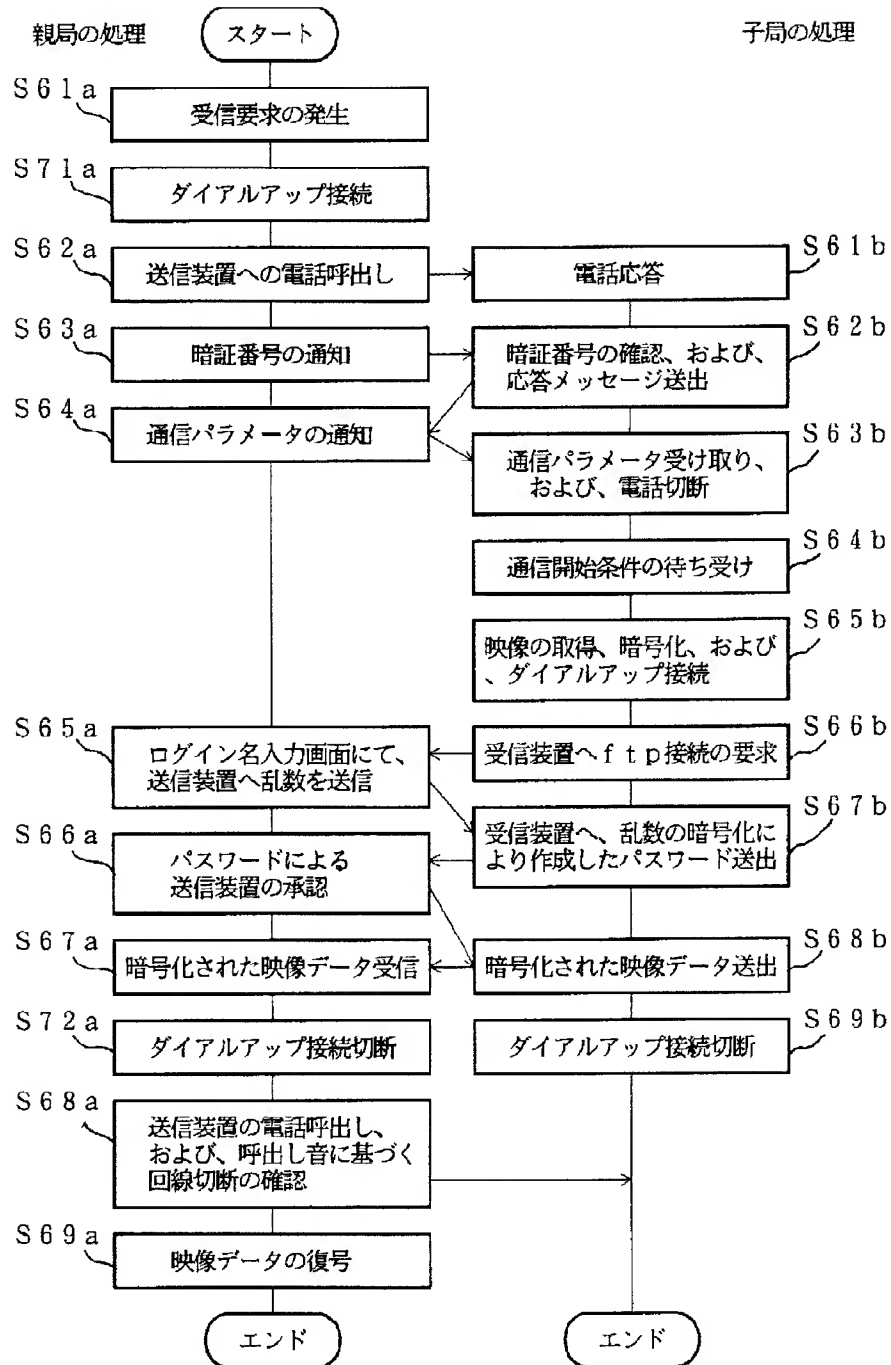 親局の処理
スタート
子局の処理
S61a
受信要求の発生
S71a
ダイアルアップ接続
S62a
送信装置への電話呼出し
S61b
電話応答
S63a
暗証番号の通知
S62b
暗証番号の確認、および、
応答メッセージ送出
S64a
通信パラメータの通知
S63b
通信パラメータ受け取り、
および、電話切断
S64b
通信開始条件の待ち受け
S65b
映像の取得、暗号化、および
、ダイアルアップ接続
S65a
ログイン名入力画面にて、
送信装置へ乱数を送信
S66b
受信装置へftp接続の要求
S67b
受信装置へ、乱数の暗号化に
より作成したパスワード送出
S66a
パスワードによる
送信装置の承認
S67a
暗号化された映像データ受信
S68b
暗号化された映像データ送出
S72a
ダイアルアップ接続切断
S69b
ダイアルアップ接続切断
S68a
送信装置の電話呼出し、
および、呼出し音に基づく
回線切断の確認
S69a
映像データの復号
エンド
エンド